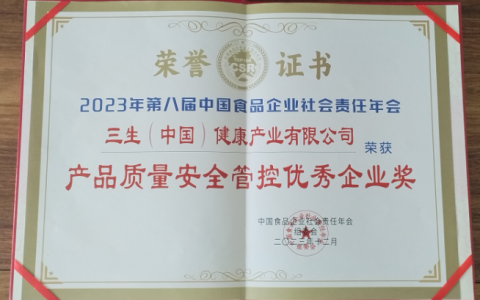 荣誉 CSR 证书
2023年第八届中国食品企业社会责任年会
三生（中国）健康产业有限公司 荣获
产品质量安全管控优秀企业奖
中国食品企业社会责任年会
组委会
二〇二三年十二月